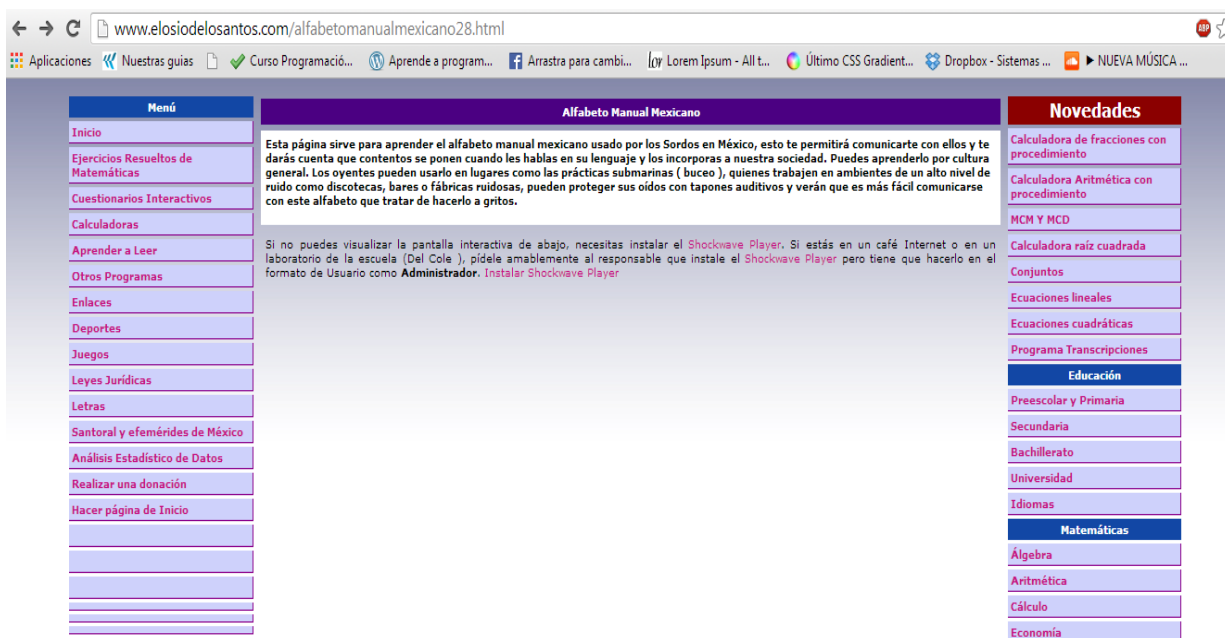 www.elosiodelosantos.com/alfabetomanualmexicano28.html
ABP
Aplicaciones
Nuestras guias
Curso Programació...
Aprende a program...
Arrastra para cambi...
Lorem Ipsum - All t...
Último CSS Gradient...
Dropbox - Sistemas ...
► NUEVA MÚSICA ...
Menú
Inicio
Ejercicios Resueltos de
Matemáticas
Cuestionarios Interactivos
Calculadoras
Aprender a Leer
Otros Programas
Enlaces
Deportes
Juegos
Leyes Jurídicas
Letras
Santoral y efemérides de México
Análisis Estadístico de Datos
Realizar una donación
Hacer página de Inicio
Alfabeto Manual Mexicano
Esta página sirve para aprender el alfabeto manual mexicano usado por los Sordos en México, esto te permitirá comunicarte con ellos y te
darás cuenta que contentos se ponen cuando les hablas en su lenguaje y los incorporas a nuestra sociedad. Puedes aprenderlo por cultura
general. Los oyentes pueden usarlo en lugares como las prácticas submarinas ( buceo ), quienes trabajen en ambientes de un alto nivel de
ruido como discotecas, bares o fábricas ruidosas, pueden proteger sus oídos con tapones auditivos y verán que es más fácil comunicarse
con este alfabeto que tratar de hacerlo a gritos.
Si no puedes visualizar la pantalla interactiva de abajo, necesitas instalar el Shockwave Player. Si estás en un café Internet o en un
laboratorio de la escuela (Del Cole ), pídele amablemente al responsable que instale el Shockwave Player pero tiene que hacerlo en el
formato de Usuario como Administrador. Instalar Shockwave Player
Novedades
Calculadora de fracciones con
procedimiento
Calculadora Aritmética con
procedimiento
MCM Y MCD
Calculadora raíz cuadrada
Conjuntos
Ecuaciones lineales
Ecuaciones cuadráticas
Programa Transcripciones
Educación
Preescolar y Primaria
Secundaria
Bachillerato
Universidad
Idiomas
Matemáticas
Álgebra
Aritmética
Cálculo
Economía